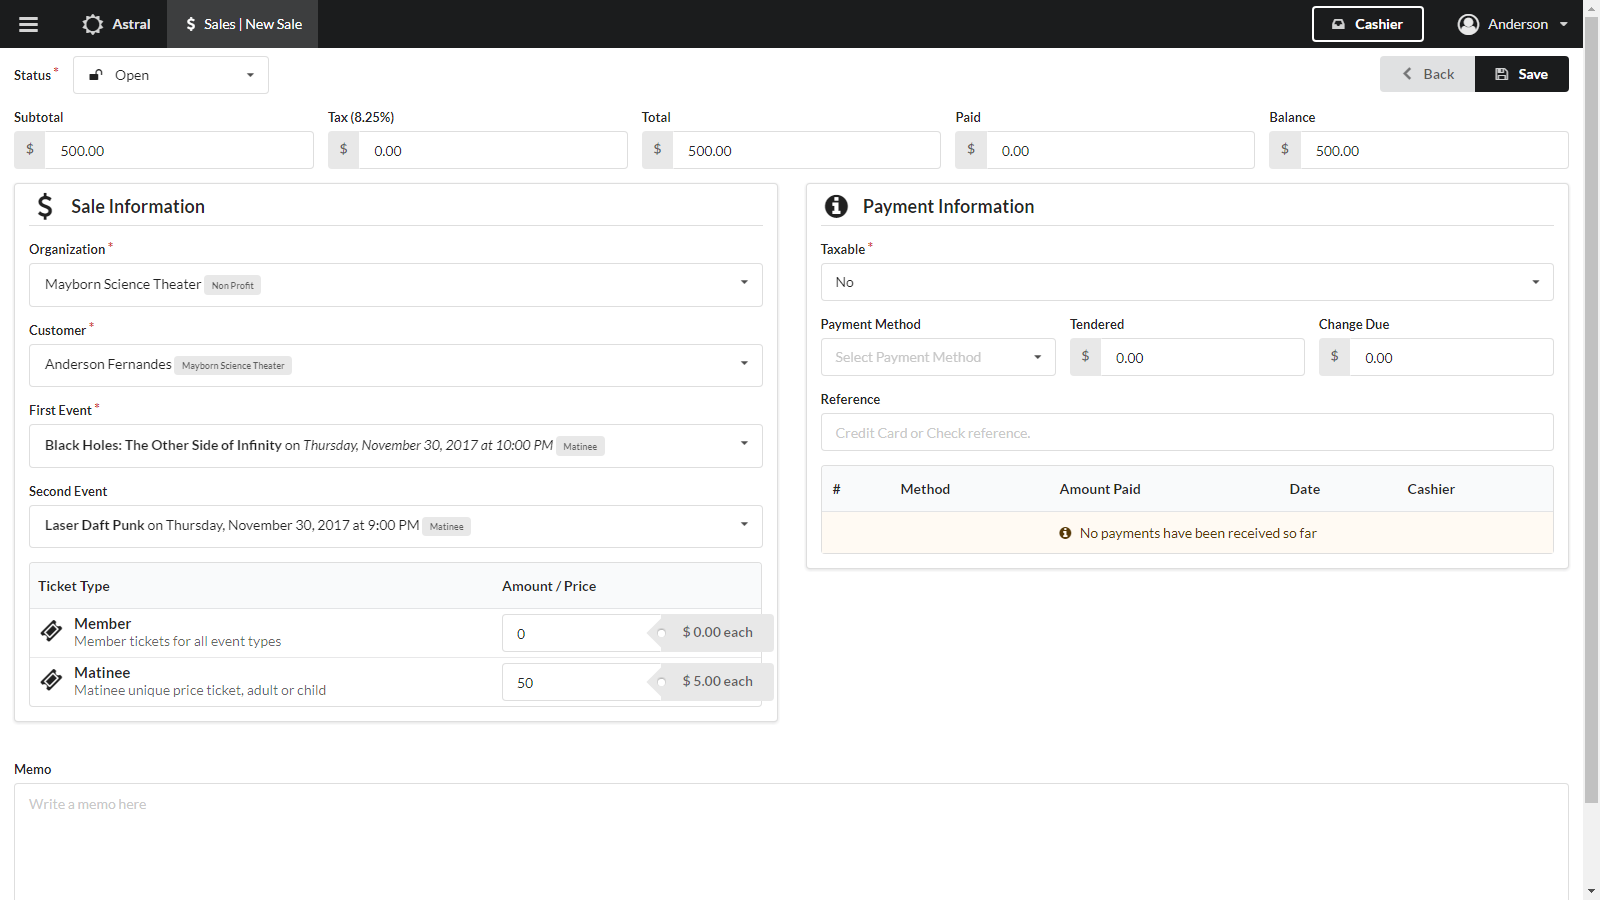 Astral
$ Sales | New Sale
Cashier
Anderson
Status *
Open
Back
Save
Subtotal
Tax (8.25%)
Total
Paid
Balance
$ 500.00
$ 0.00
$ 500.00
$ 0.00
$ 500.00
$ Sale Information
Organization *
Mayborn Science Theater Non Profit
Customer *
Anderson Fernandes Mayborn Science Theater
First Event *
Black Holes: The Other Side of Infinity on Thursday, November 30, 2017 at 10:00 PM Matinee
Second Event
Laser Daft Punk on Thursday, November 30, 2017 at 9:00 PM Matinee
Ticket Type Amount / Price
Member
Member tickets for all event types
0 $ 0.00 each
Matinee
Matinee unique price ticket, adult or child
50 $ 5.00 each
Payment Information
Taxable *
No
Payment Method
Tendered
Change Due
Select Payment Method
$ 0.00
$ 0.00
Reference
Credit Card or Check reference.
# Method Amount Paid Date Cashier
No payments have been received so far
Memo
Write a memo here